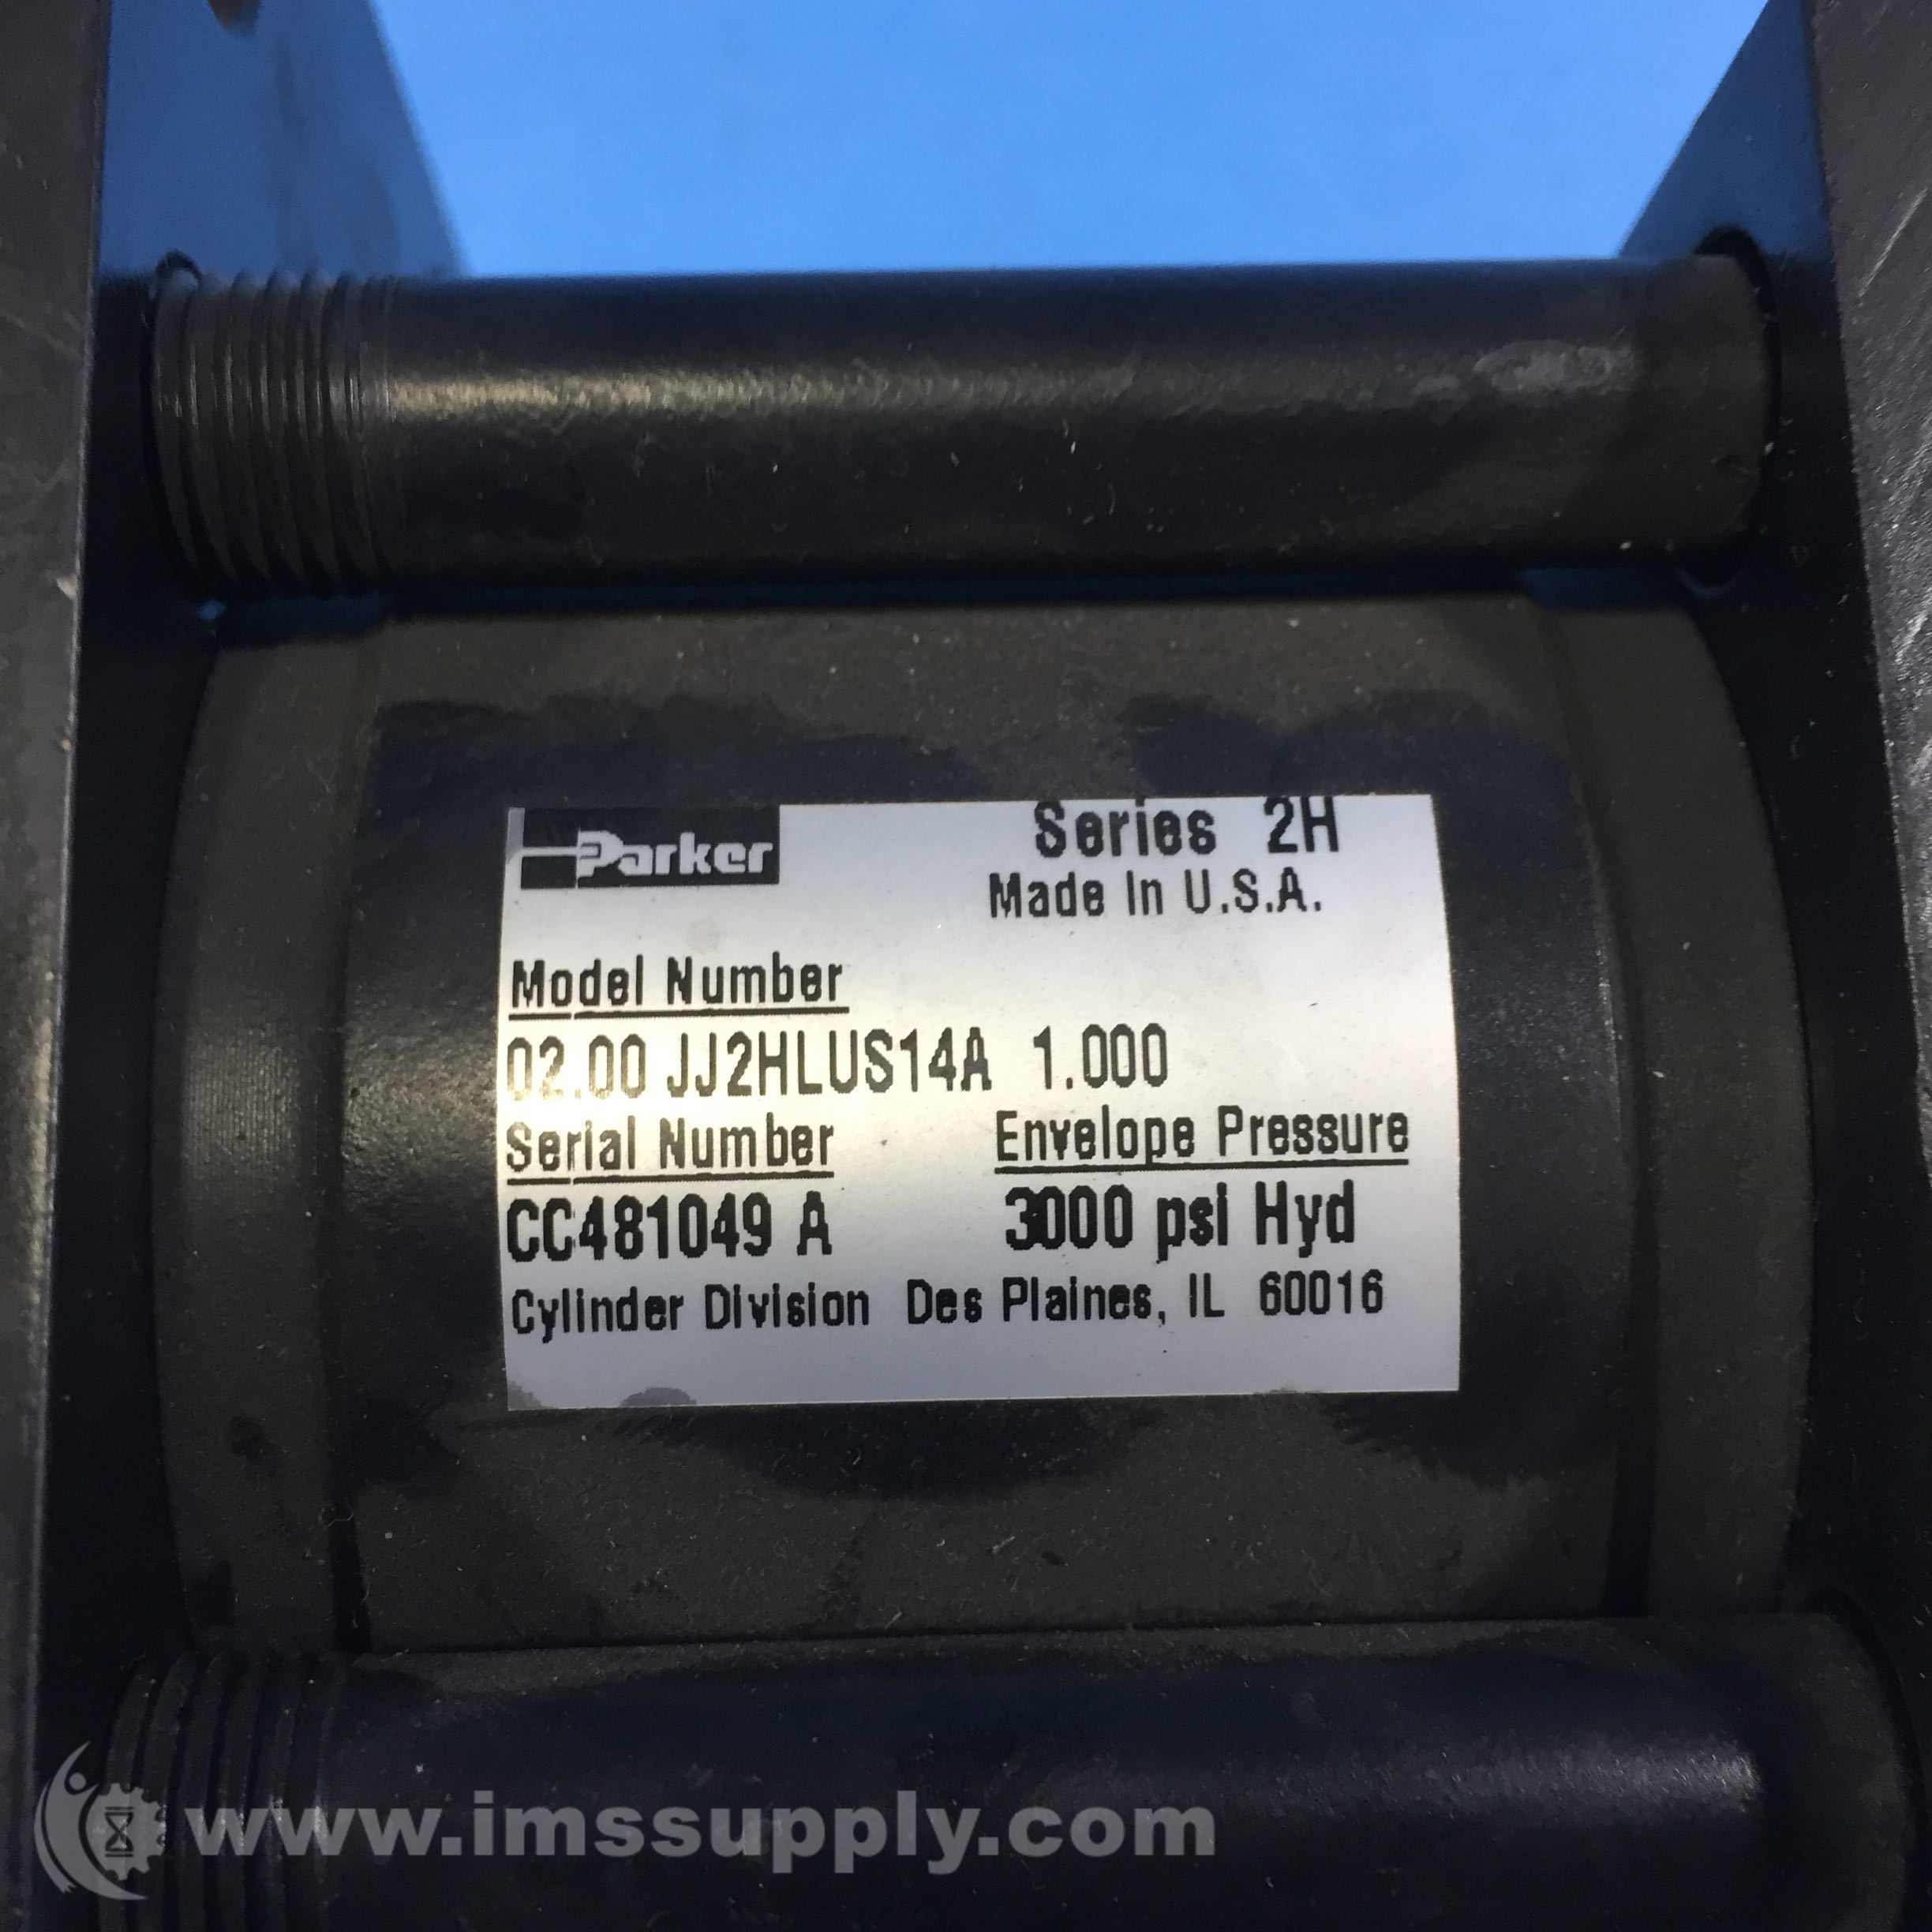 Parker Series 2H
Made In U.S.A.
Model Number
02.00 JJ2HLUS14A 1.000
Serial Number Envelope Pressure
CC481049 A 3000 psi Hyd
Cylinder Division Des Plaines, IL 60016
www.imssupply.com